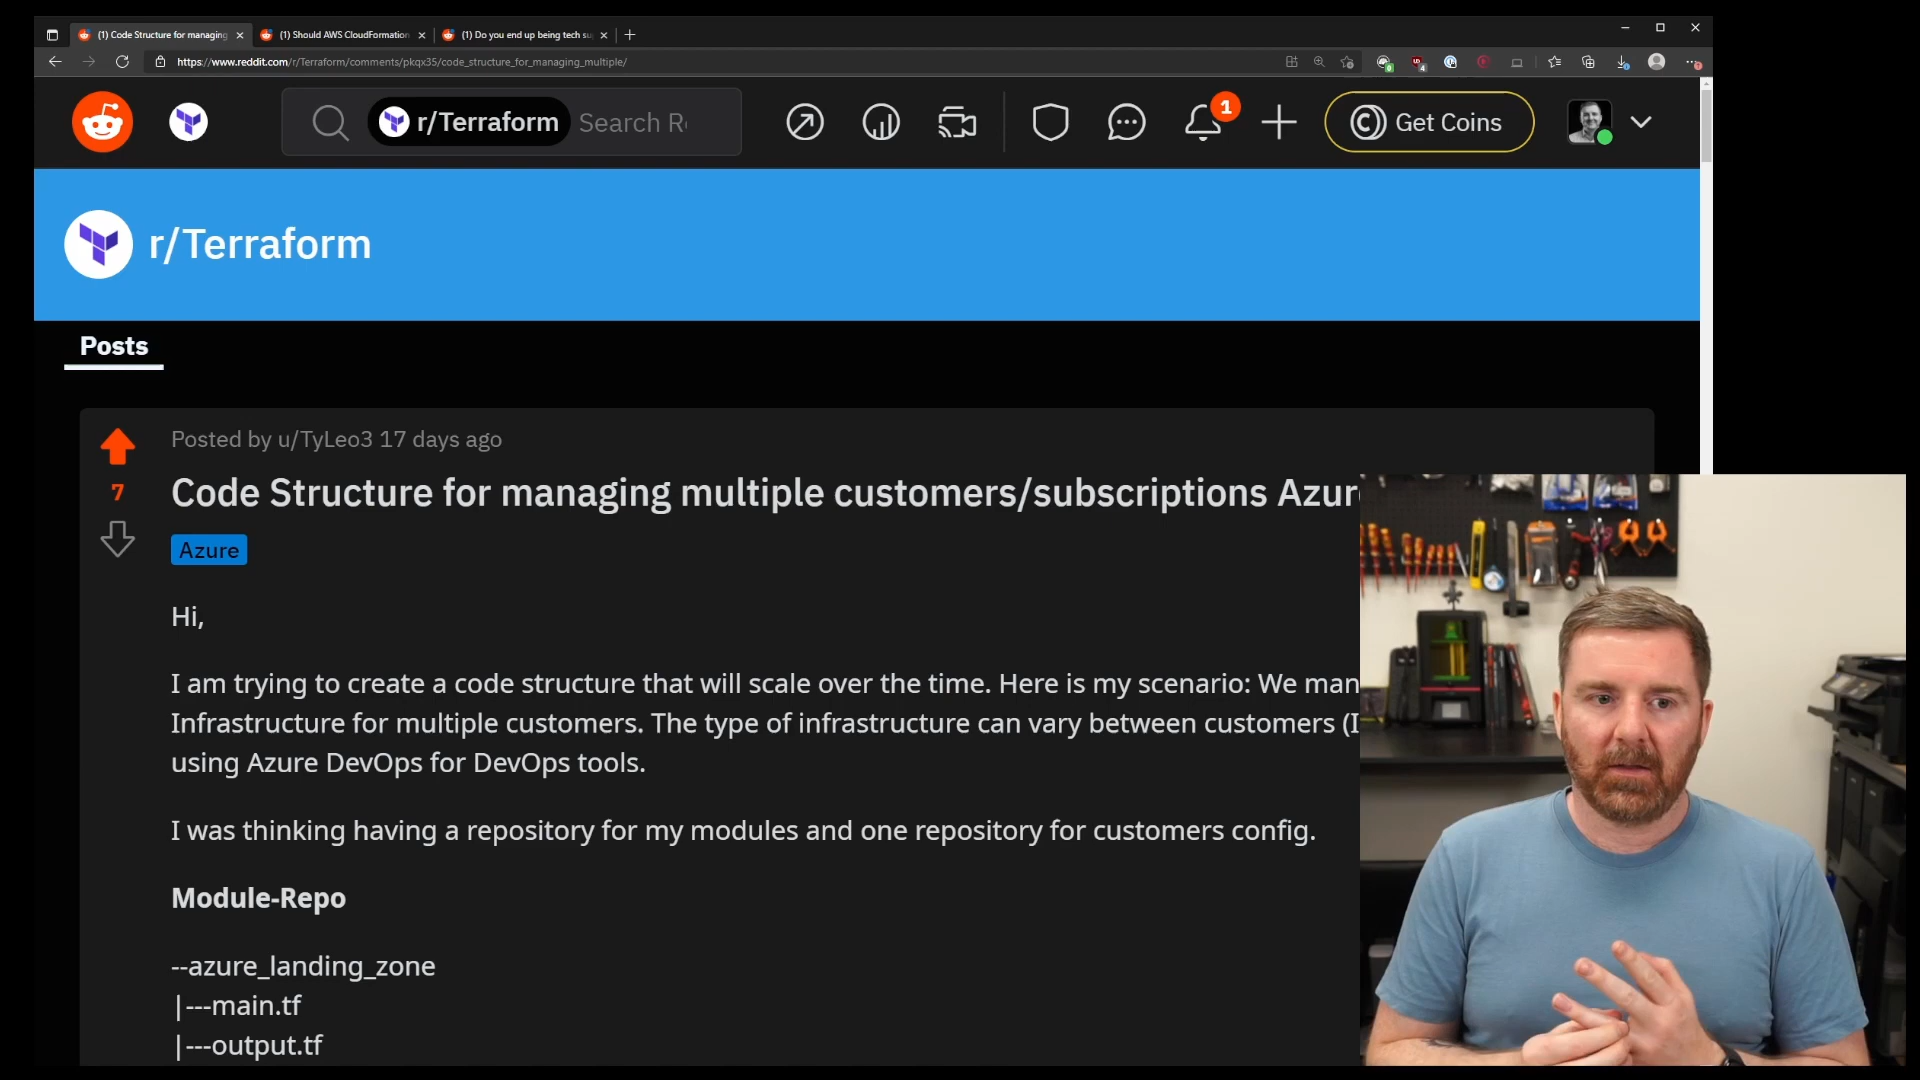 (1) Code Structure for managing
(1) Should AWS CloudFormation
(1) Do you end up being tech su
https://www.reddit.com/r/Terraform/comments/pkqx35/code_structure_for_managing_multiple/
r/Terraform Search Re
1
Get Coins
r/Terraform
Posts
Posted by u/TyLeo3 17 days ago
7
Code Structure for managing multiple customers/subscriptions Azur
Azure
Hi,
I am trying to create a code structure that will scale over the time. Here is my scenario: We man
Infrastructure for multiple customers. The type of infrastructure can vary between customers (I
using Azure DevOps for DevOps tools.
I was thinking having a repository for my modules and one repository for customers config.
Module-Repo
--azure_landing_zone
|---main.tf
|---output.tf